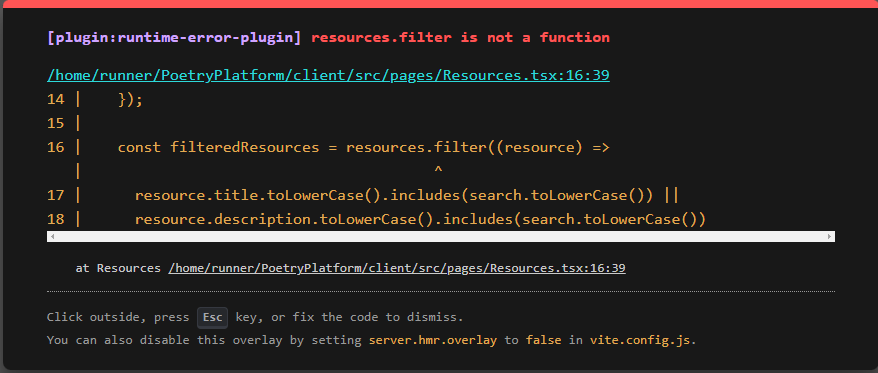 [plugin:runtime-error-plugin] resources.filter is not a function
/home/runner/PoetryPlatform/client/src/pages/Resources.tsx:16:39
14 |    });
15 |
16 |    const filteredResources = resources.filter((resource) =>
   |                                        ^
17 |      resource.title.toLowerCase().includes(search.toLowerCase()) ||
18 |      resource.description.toLowerCase().includes(search.toLowerCase())
at Resources /home/runner/PoetryPlatform/client/src/pages/Resources.tsx:16:39
Click outside, press Esc key, or fix the code to dismiss.
You can also disable this overlay by setting server.hmr.overlay to false in vite.config.js.